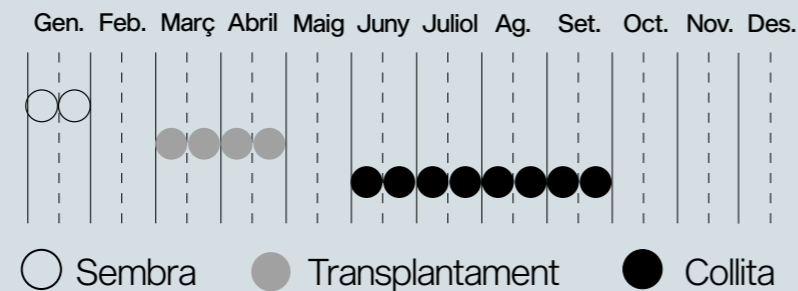 Gen. Feb. Març Abril Maig Juny Juliol Ag. Set. Oct. Nov. Des.
Sembra Transplantament Collita